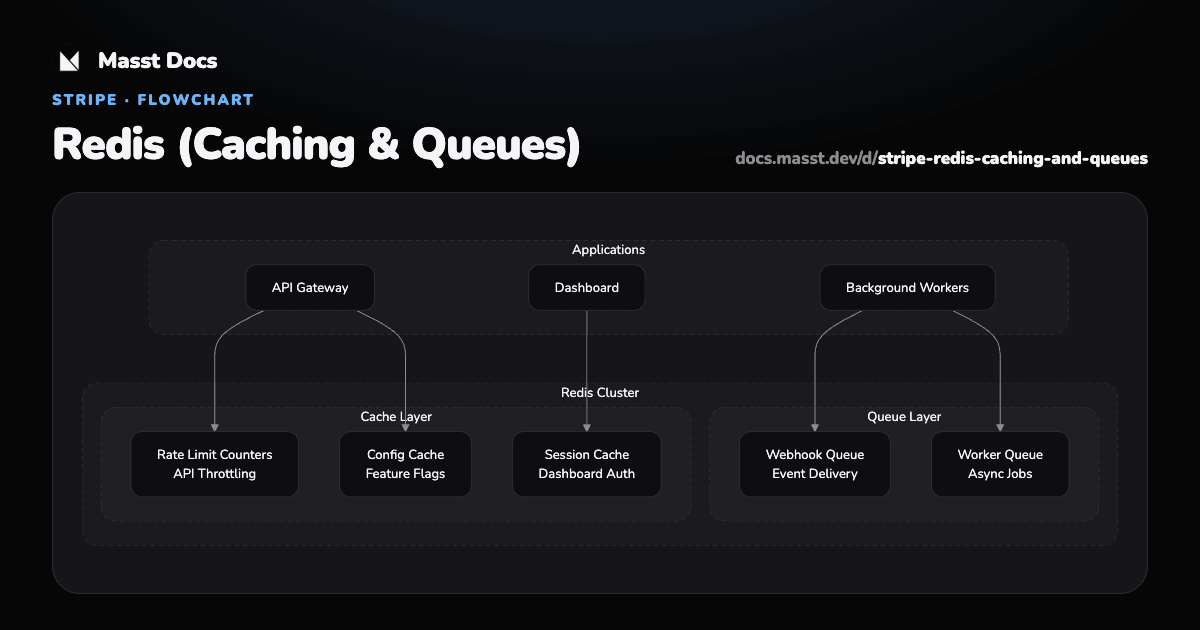 Masst Docs
STRIPE · FLOWCHART
Redis (Caching & Queues)
docs.masst.dev/d/stripe-redis-caching-and-queues
Applications
API Gateway
Dashboard
Background Workers
Redis Cluster
Cache Layer
Queue Layer
Rate Limit Counters
API Throttling
Config Cache
Feature Flags
Session Cache
Dashboard Auth
Webhook Queue
Event Delivery
Worker Queue
Async Jobs